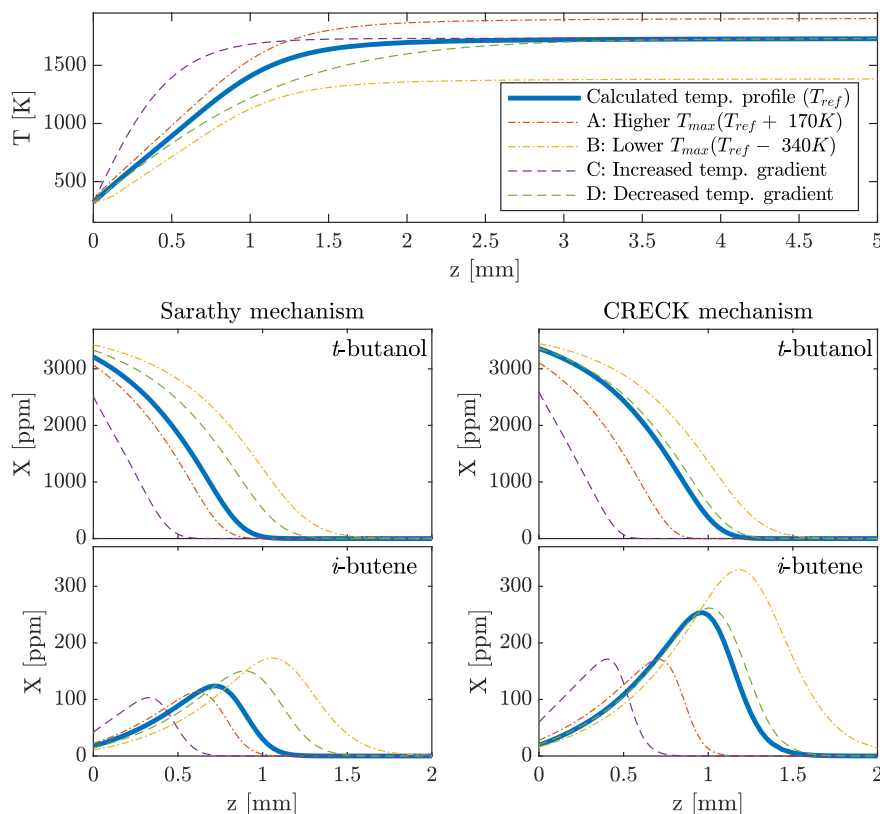 1500
1000
500
T [K]
Calculated temp. profile (T_ref)
A: Higher T_max(T_ref + 170K)
B: Lower T_max(T_ref − 340K)
C: Increased temp. gradient
D: Decreased temp. gradient
0 0.5 1 1.5 2 2.5 3 3.5 4 4.5 5
z [mm]
Sarathy mechanism
CRECK mechanism
t-butanol
3000
2000
1000
0
X [ppm]
t-butanol
3000
2000
1000
0
X [ppm]
i-butene
300
200
100
0
X [ppm]
0 0.5 1 1.5 2
z [mm]
i-butene
300
200
100
0
X [ppm]
0 0.5 1 1.5 2
z [mm]